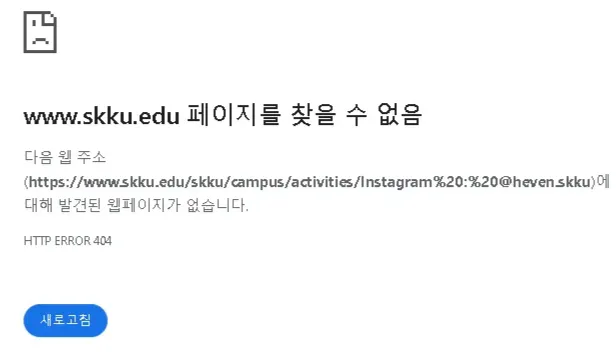 www.skku.edu 페이지를 찾을 수 없음
다음 웹 주소
(https://www.skku.edu/skku/campus/activities/Instagram%20:%20@heven.skku)에
대해 발견된 웹페이지가 없습니다.
HTTP ERROR 404
새로고침